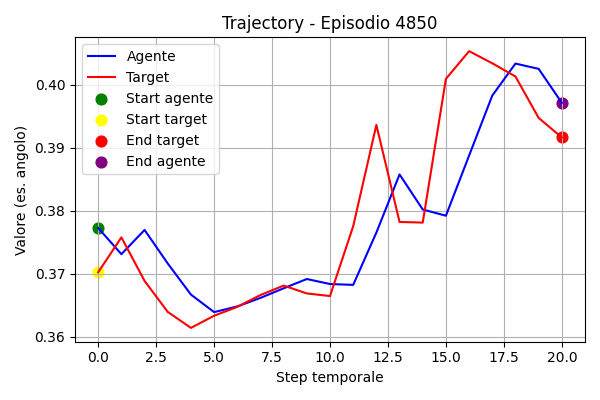 Trajectory - Episodio 4850
Agente
Target
Start agente
Start target
End target
End agente
Valore (es. angolo)
0.40
0.39
0.38
0.37
0.36
0.0 2.5 5.0 7.5 10.0 12.5 15.0 17.5 20.0
Step temporale